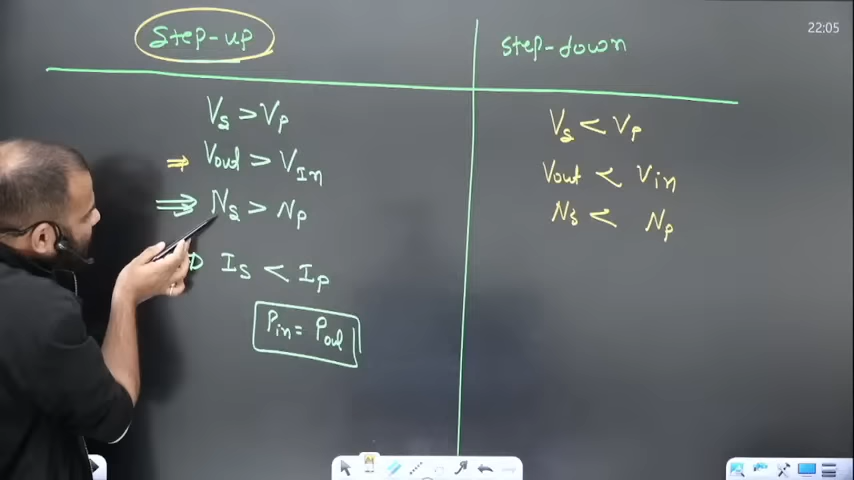 22:05
Step-up
Step-down
Vs > Vp
Vout > VIn
⇒ Ns > Np
Is < Ip
Pin = Pout
Vs < Vp
Vout < Vin
Ns < Np